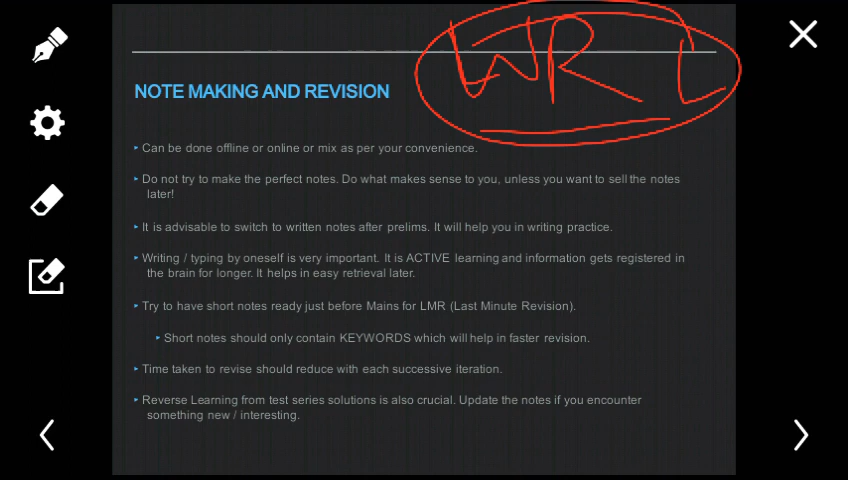 NOTE MAKING AND REVISION
Can be done offline or online or mix as per your convenience.
Do not try to make the perfect notes. Do what makes sense to you, unless you want to sell the notes
later!
It is advisable to switch to written notes after prelims. It will help you in writing practice.
Writing / typing by oneself is very important. It is ACTIVE learning and information gets registered in
the brain for longer. It helps in easy retrieval later.
Try to have short notes ready just before Mains for LMR (Last Minute Revision).
Short notes should only contain KEYWORDS which will help in faster revision.
Time taken to revise should reduce with each successive iteration.
Reverse Learning from test series solutions is also crucial. Update the notes if you encounter
something new / interesting.